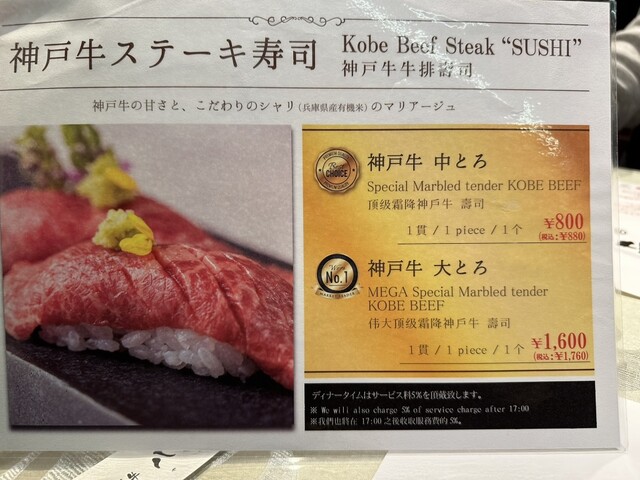 神戸牛ステーキ寿司 Kobe Beef Steak “SUSHI”
神戸牛牛排壽司
神戸牛の甘さと、こだわりのシャリ(兵庫県産有機米)のマリアージュ
CHOICE
神戸牛 中とろ
Special Marbled tender KOBE BEEF
顶级霜降神戶牛 壽司
1貫 / 1 piece / 1个
¥800
(税込:¥880)
No.1
神戸牛 大とろ
MEGA Special Marbled tender
KOBE BEEF
伟大顶级霜降神戶牛 壽司
1貫 / 1 piece / 1个
¥1,600
(税込:¥1,760)
ディナータイムはサービス料5%を頂戴致します。
※ We will also charge 5% of service charge after 17:00
※我們也將在 17:00 之後收取服務費的 5%。